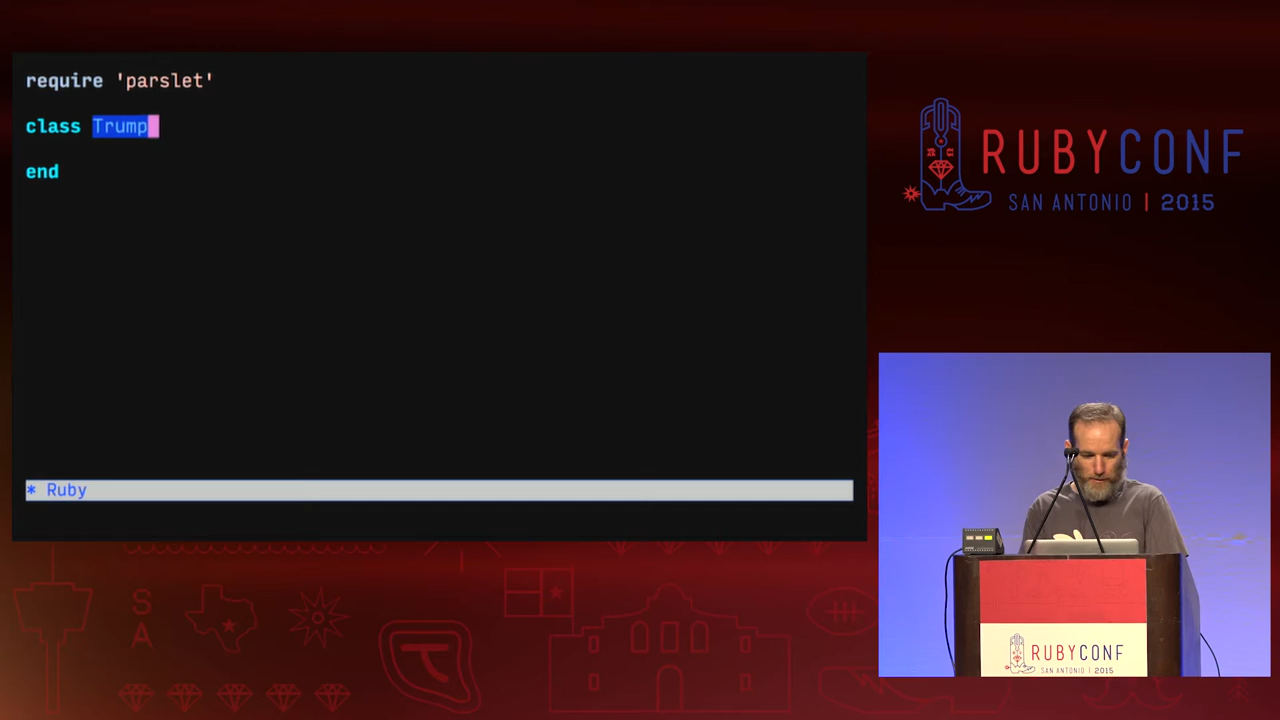 require 'parslet'
class Trump
end
* Ruby
RUBYCONF
SAN ANTONIO | 2015
S
A
RUBYCONF
SAN ANTONIO | 2015